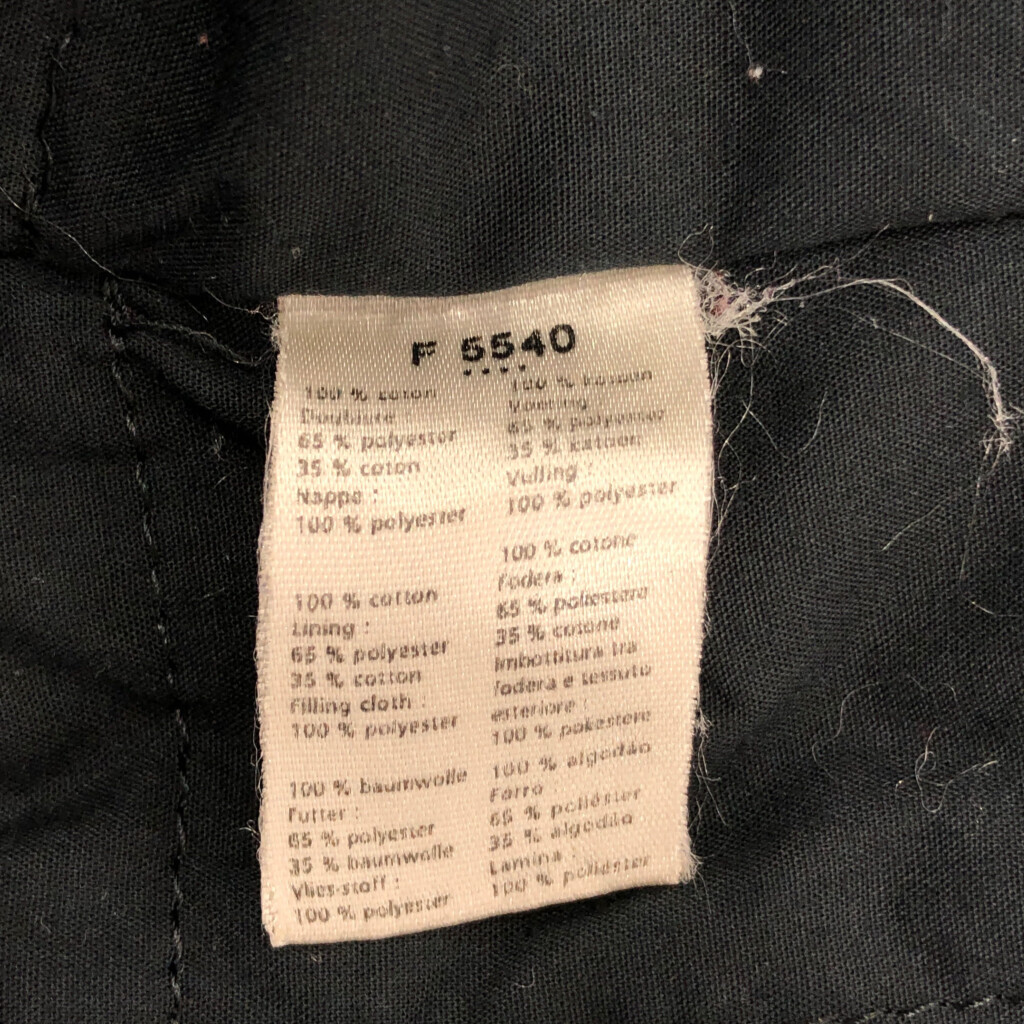 F 5540
100 % coton
Doublure :
65 % polyester
35 % coton
Nappe :
100 % polyester
100 % cotton
Lining :
65 % polyester
35 % cotton
Filling cloth :
100 % polyester
100 % baumwolle
Futter :
65 % polyester
35 % baumwolle
Vlies-stoff :
100 % polyester
100 % katoen
Voering
65 % polyester
35 % katoen
Vulling :
100 % polyester
100 % cotone
Fodera :
65 % poliestere
35 % cotone
Imbottitura tra
fodera e tessuto
esteriore :
100 % poliestere
100 % algodão
Forro :
65 % poliéster
35 % algodão
Lamina :
100 % poliéster